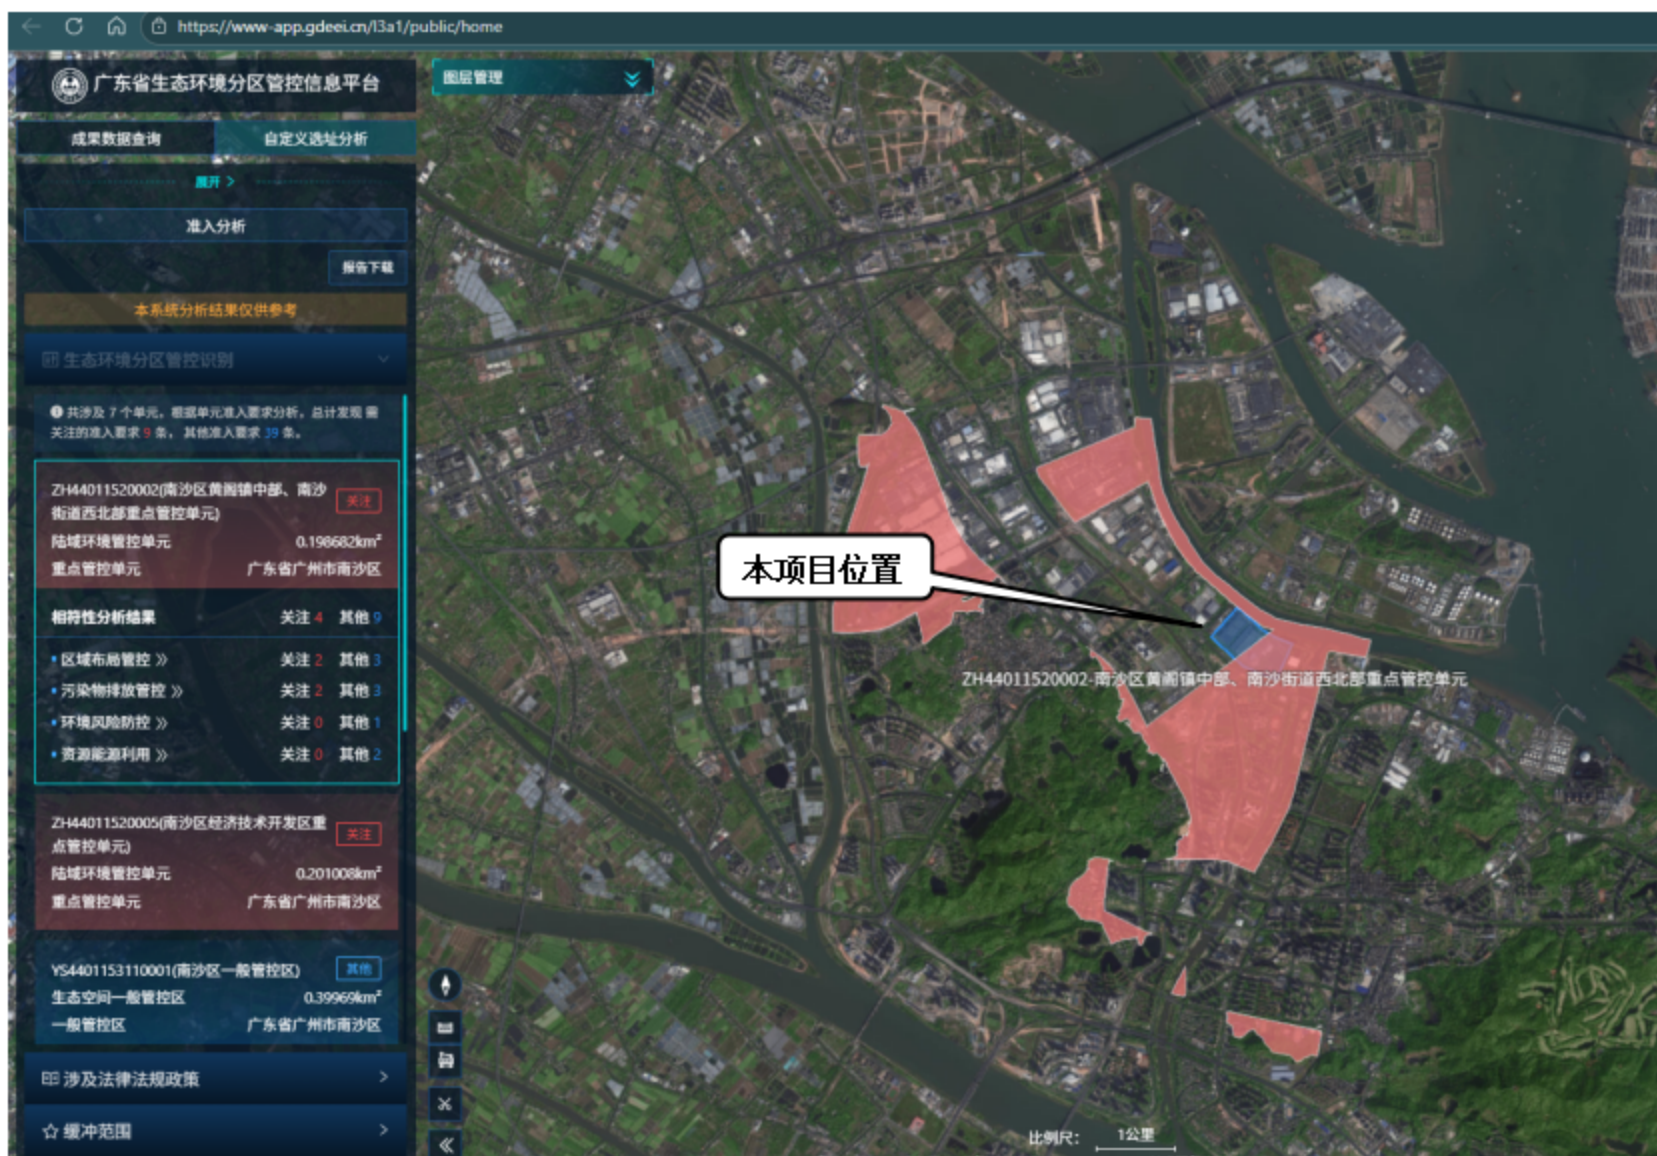 https://www-app.gdeei.cn/l3a1/public/home
广东省生态环境分区管控信息平台
图层管理
成果数据查询 自定义选址分析
展开 >
准入分析
报告下载
本系统分析结果仅供参考
生态环境分区管控识别
共涉及 7 个单元，根据单元准入要求分析，总计发现 需
关注的准入要求 9 条， 其他准入要求 39 条。
ZH44011520002(南沙区黄阁镇中部、南沙
街道西北部重点管控单元)
关注
陆域环境管控单元 0.198682km²
重点管控单元 广东省广州市南沙区
相符性分析结果 关注 4 其他 9
区域布局管控 关注 2 其他 3
污染物排放管控 关注 2 其他 3
环境风险防控 关注 0 其他 1
资源能源利用 关注 0 其他 2
ZH44011520005(南沙区经济技术开发区重
点管控单元)
关注
陆域环境管控单元 0.201008km²
重点管控单元 广东省广州市南沙区
YS4401153110001(南沙区一般管控区) 其他
生态空间一般管控区 0.39969km²
一般管控区 广东省广州市南沙区
涉及法律法规政策
缓冲范围
本项目位置
ZH44011520002-南沙区黄阁镇中部、南沙街道西北部重点管控单元
比例尺： 1公里